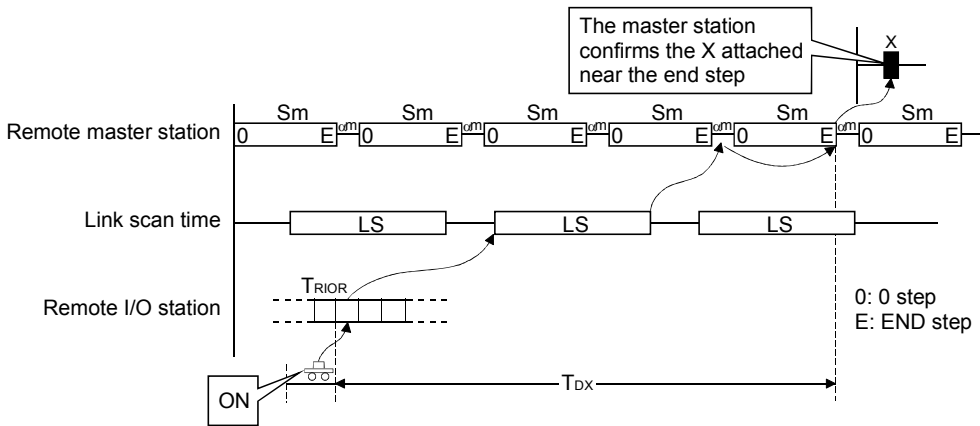 The master station
confirms the X attached
near the end step
X
Sm Sm Sm Sm Sm Sm
Remote master station
0 E αm 0 E αm 0 E αm 0 E αm 0 E αm 0 E
Link scan time
LS LS LS
TRIOR
Remote I/O station
0: 0 step
E: END step
ON
TDX